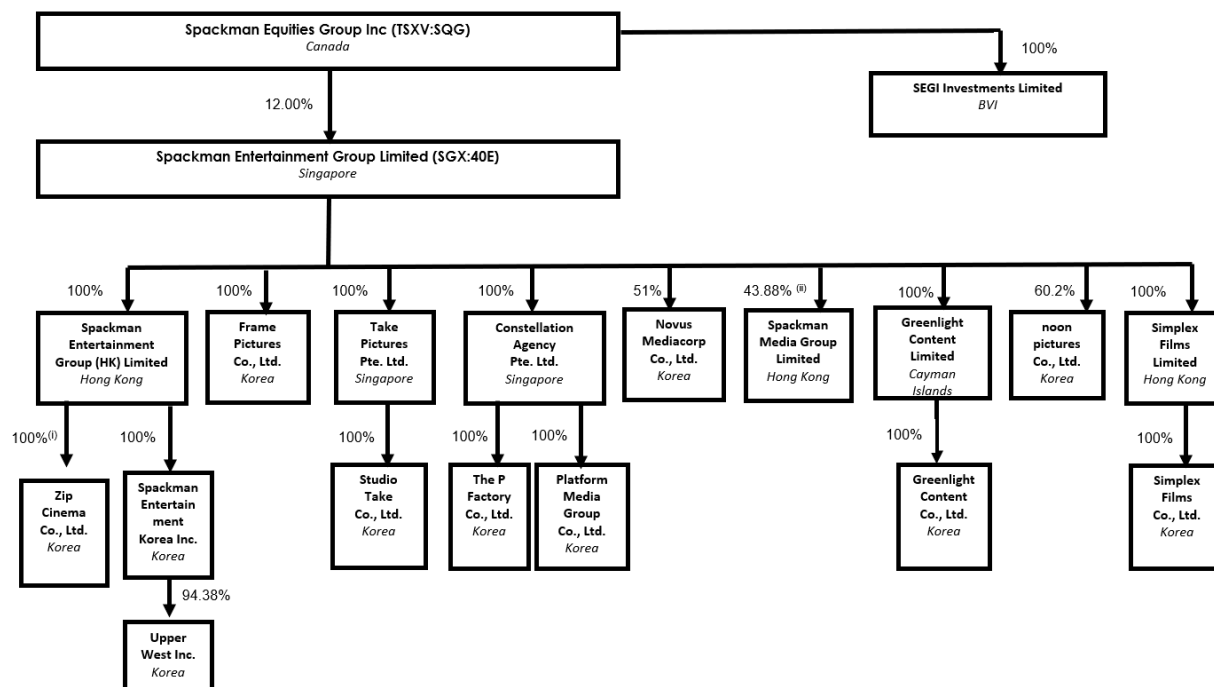 Spackman Equities Group Inc (TSXV:SQG)
Canada
100%
SEGI Investments Limited
BVI
12.00%
Spackman Entertainment Group Limited (SGX:40E)
Singapore
100%
100%
100%
100%
51%
43.88% (ii)
100%
60.2%
100%
Spackman
Entertainment
Group (HK) Limited
Hong Kong
Frame
Pictures
Co., Ltd.
Korea
Take
Pictures
Pte. Ltd.
Singapore
Constellation
Agency
Pte. Ltd.
Singapore
Novus
Mediacorp
Co., Ltd.
Korea
Spackman
Media Group
Limited
Hong Kong
Greenlight
Content
Limited
Cayman
Islands
noon
pictures
Co., Ltd.
Korea
Simplex
Films
Limited
Hong Kong
100%(i)
100%
100%
100%
100%
100%
100%
Zip
Cinema
Co., Ltd.
Korea
Spackman
Entertain
ment
Korea Inc.
Korea
Studio
Take
Co., Ltd.
Korea
The P
Factory
Co., Ltd.
Korea
Platform
Media
Group
Co., Ltd.
Korea
Greenlight
Content
Co., Ltd.
Korea
Simplex
Films
Co., Ltd.
Korea
94.38%
Upper
West Inc.
Korea